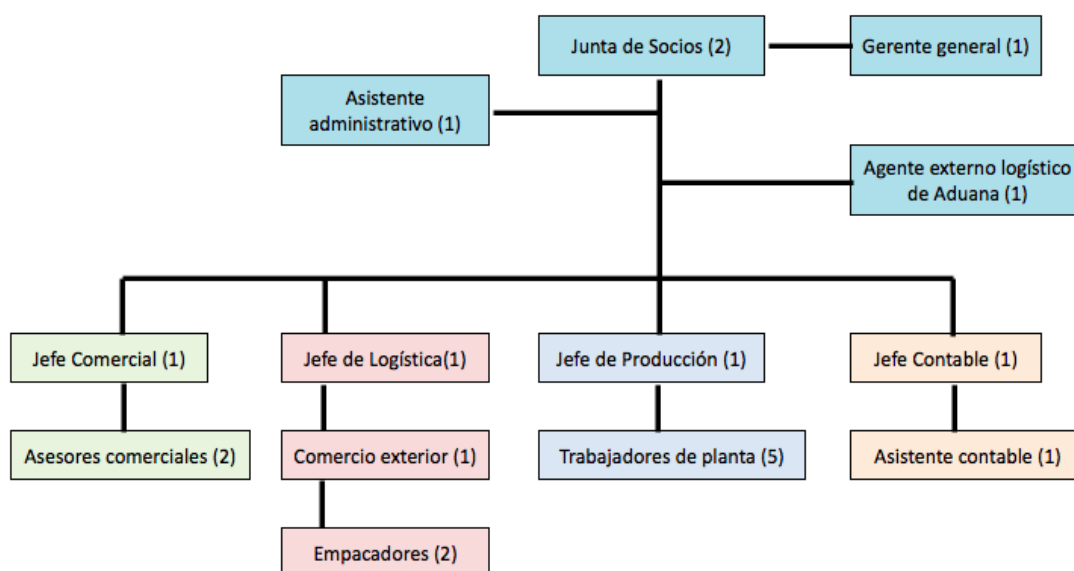 Junta de Socios (2)
Gerente general (1)
Asistente
administrativo (1)
Agente externo logístico
de Aduana (1)
Jefe Comercial (1)
Jefe de Logística(1)
Jefe de Producción (1)
Jefe Contable (1)
Asesores comerciales (2)
Comercio exterior (1)
Trabajadores de planta (5)
Asistente contable (1)
Empacadores (2)